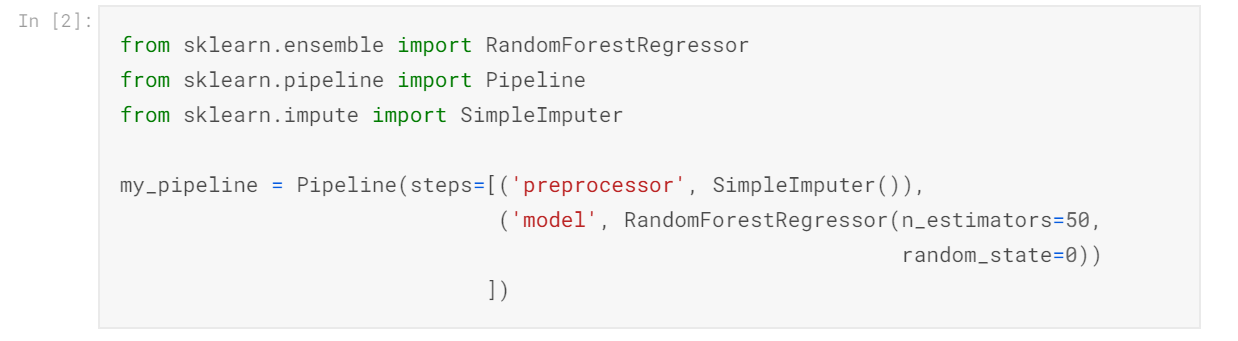 In [2]:
from sklearn.ensemble import RandomForestRegressor
from sklearn.pipeline import Pipeline
from sklearn.impute import SimpleImputer
my_pipeline = Pipeline(steps=[('preprocessor', SimpleImputer()),
('model', RandomForestRegressor(n_estimators=50,
random_state=0))
])